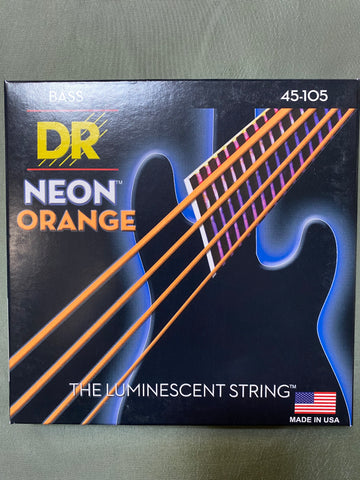 BASS 45-105
DR
NEON™
ORANGE
THE LUMINESCENT STRING™
MADE IN USA